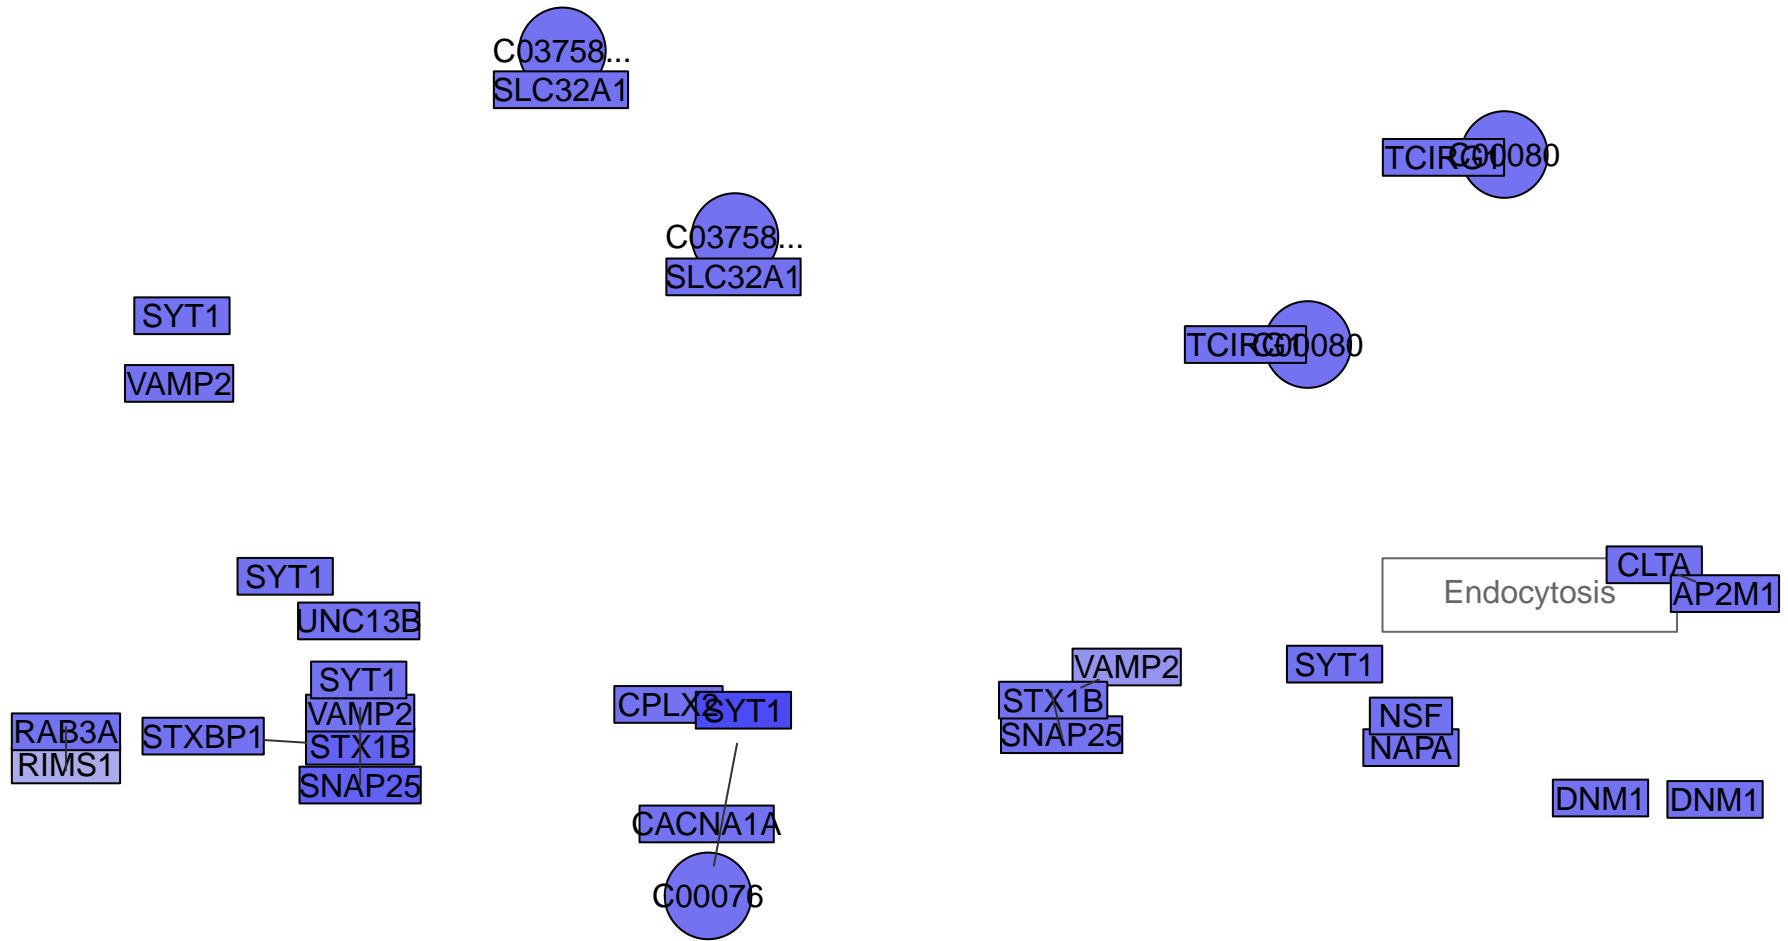 C03758...
SLC32A1
TCIRG1
C00080
C03758...
SLC32A1
SYT1
TCIRG1
C00080
VAMP2
SYT1
CLTA
Endocytosis
AP2M1
UNC13B
SYT1
VAMP2
SYT1
CPLX2
SYT1
STX1B
VAMP2
NSF
RAB3A
STXBP1
SNAP25
STX1B
NAPA
RIMS1
SNAP25
DNM1
DNM1
CACNA1A
C00076